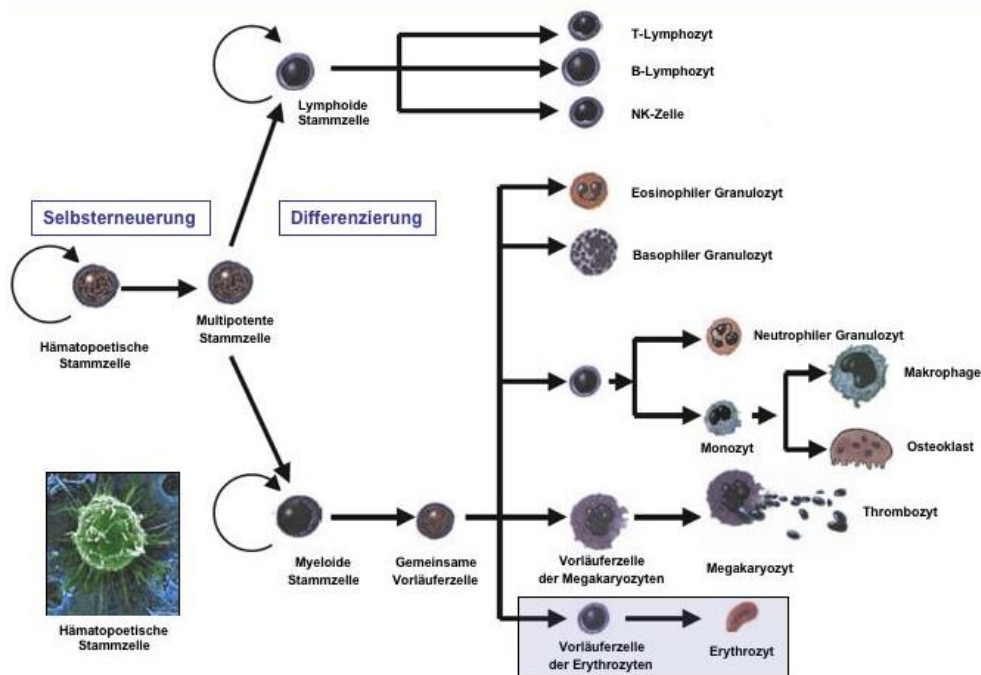 T-Lymphozyt
B-Lymphozyt
NK-Zelle
Lymphoide
Stammzelle
Eosinophiler Granulozyt
Basophiler Granulozyt
Selbsterneuerung
Differenzierung
Hämatopoetische
Stammzelle
Multipotente
Stammzelle
Neutrophiler Granulozyt
Makrophage
Monozyt
Osteoklast
Thrombozyt
Myeloide
Stammzelle
Gemeinsame
Vorläuferzelle
Vorläuferzelle
der Megakaryozyten
Megakaryozyt
Hämatopoetische
Stammzelle
Vorläuferzelle
der Erythrozyten
Erythrozyt